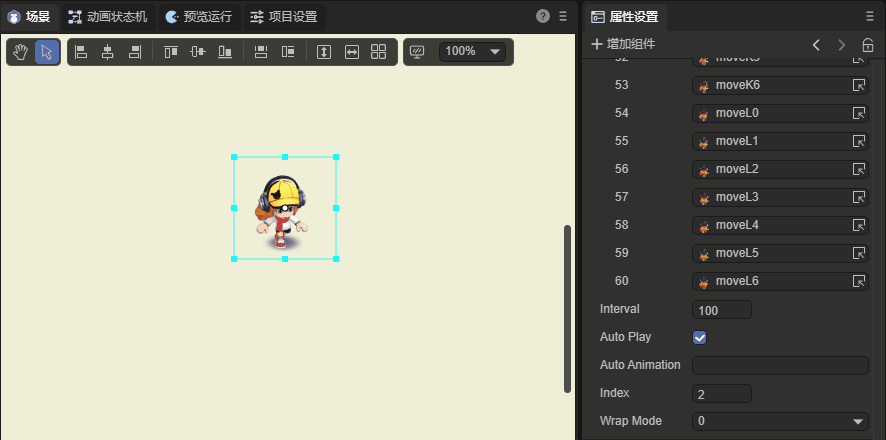 场景
动画状态机
预览运行
项目设置
?
100%
属性设置
增加组件
53
moveK6
54
moveL0
55
moveL1
56
moveL2
57
moveL3
58
moveL4
59
moveL5
60
moveL6
Interval
100
Auto Play
Auto Animation
Index
2
Wrap Mode
0